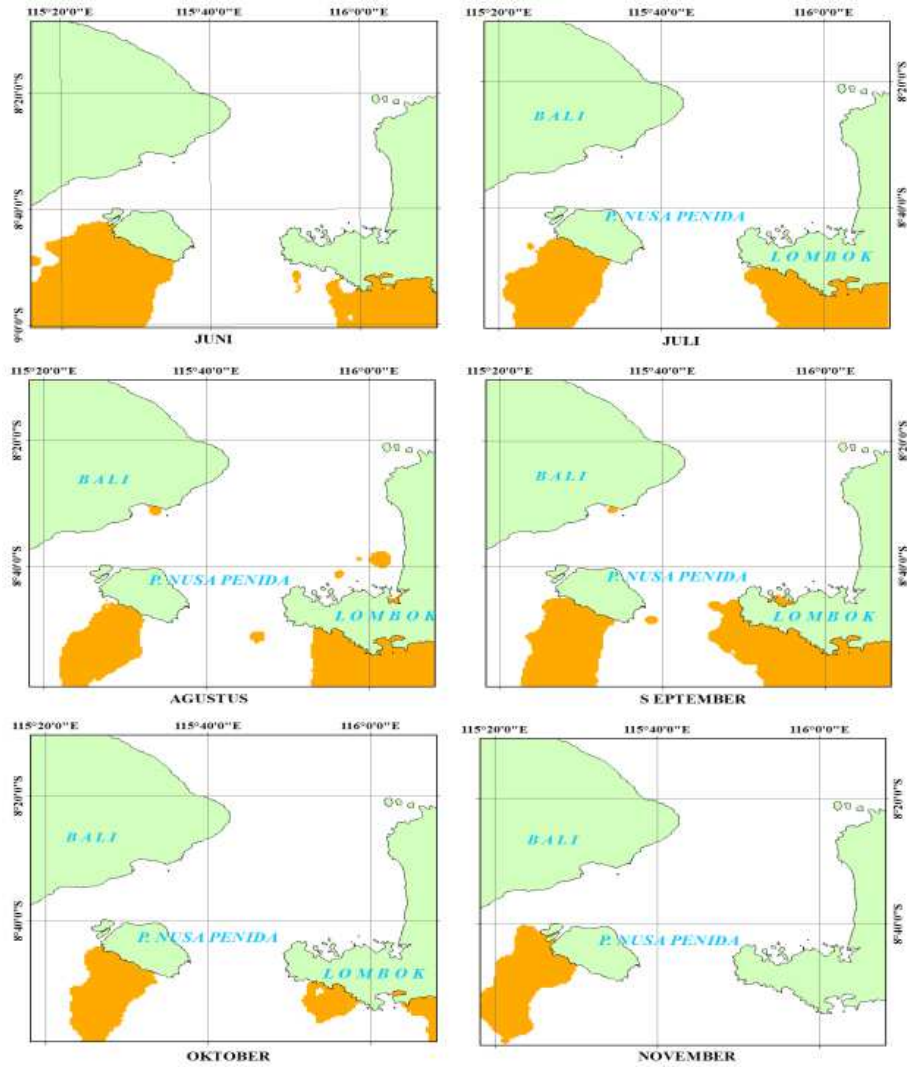 115°20'0"E 115°40'0"E 116°0'0"E
8°20'0"S
8°40'0"S
9°0'0"S
JUNI
115°20'0"E 115°40'0"E 116°0'0"E
BALI
8°20'0"S
P. NUSA PENIDA
8°40'0"S
LOMBOK
JULI
115°20'0"E 115°40'0"E 116°0'0"E
8°20'0"S
BALI
8°40'0"S
P. NUSA PENIDA
LOMBOK
AGUSTUS
115°20'0"E 115°40'0"E 116°0'0"E
8°20'0"S
BALI
8°40'0"S
P. NUSA PENIDA
LOMBOK
S EPTEMBER
115°20'0"E 115°40'0"E 116°0'0"E
8°20'0"S
BALI
8°40'0"S
P. NUSA PENIDA
LOMBOK
OKTOBER
115°20'0"E 115°40'0"E 116°0'0"E
8°20'0"S
BALI
8°40'0"S
P. NUSA PENIDA
NOVEMBER